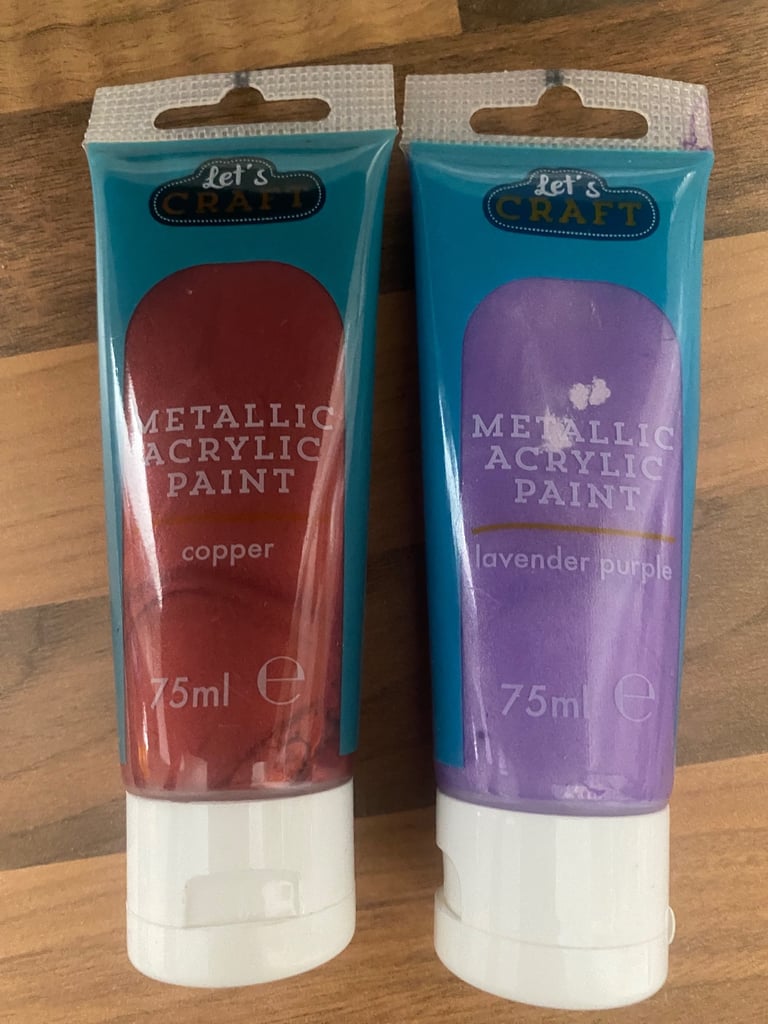 Let's
CRAFT
METALLIC
ACRYLIC
PAINT
copper
75ml ℮
Let's
CRAFT
METALLIC
ACRYLIC
PAINT
lavender purple
75ml ℮